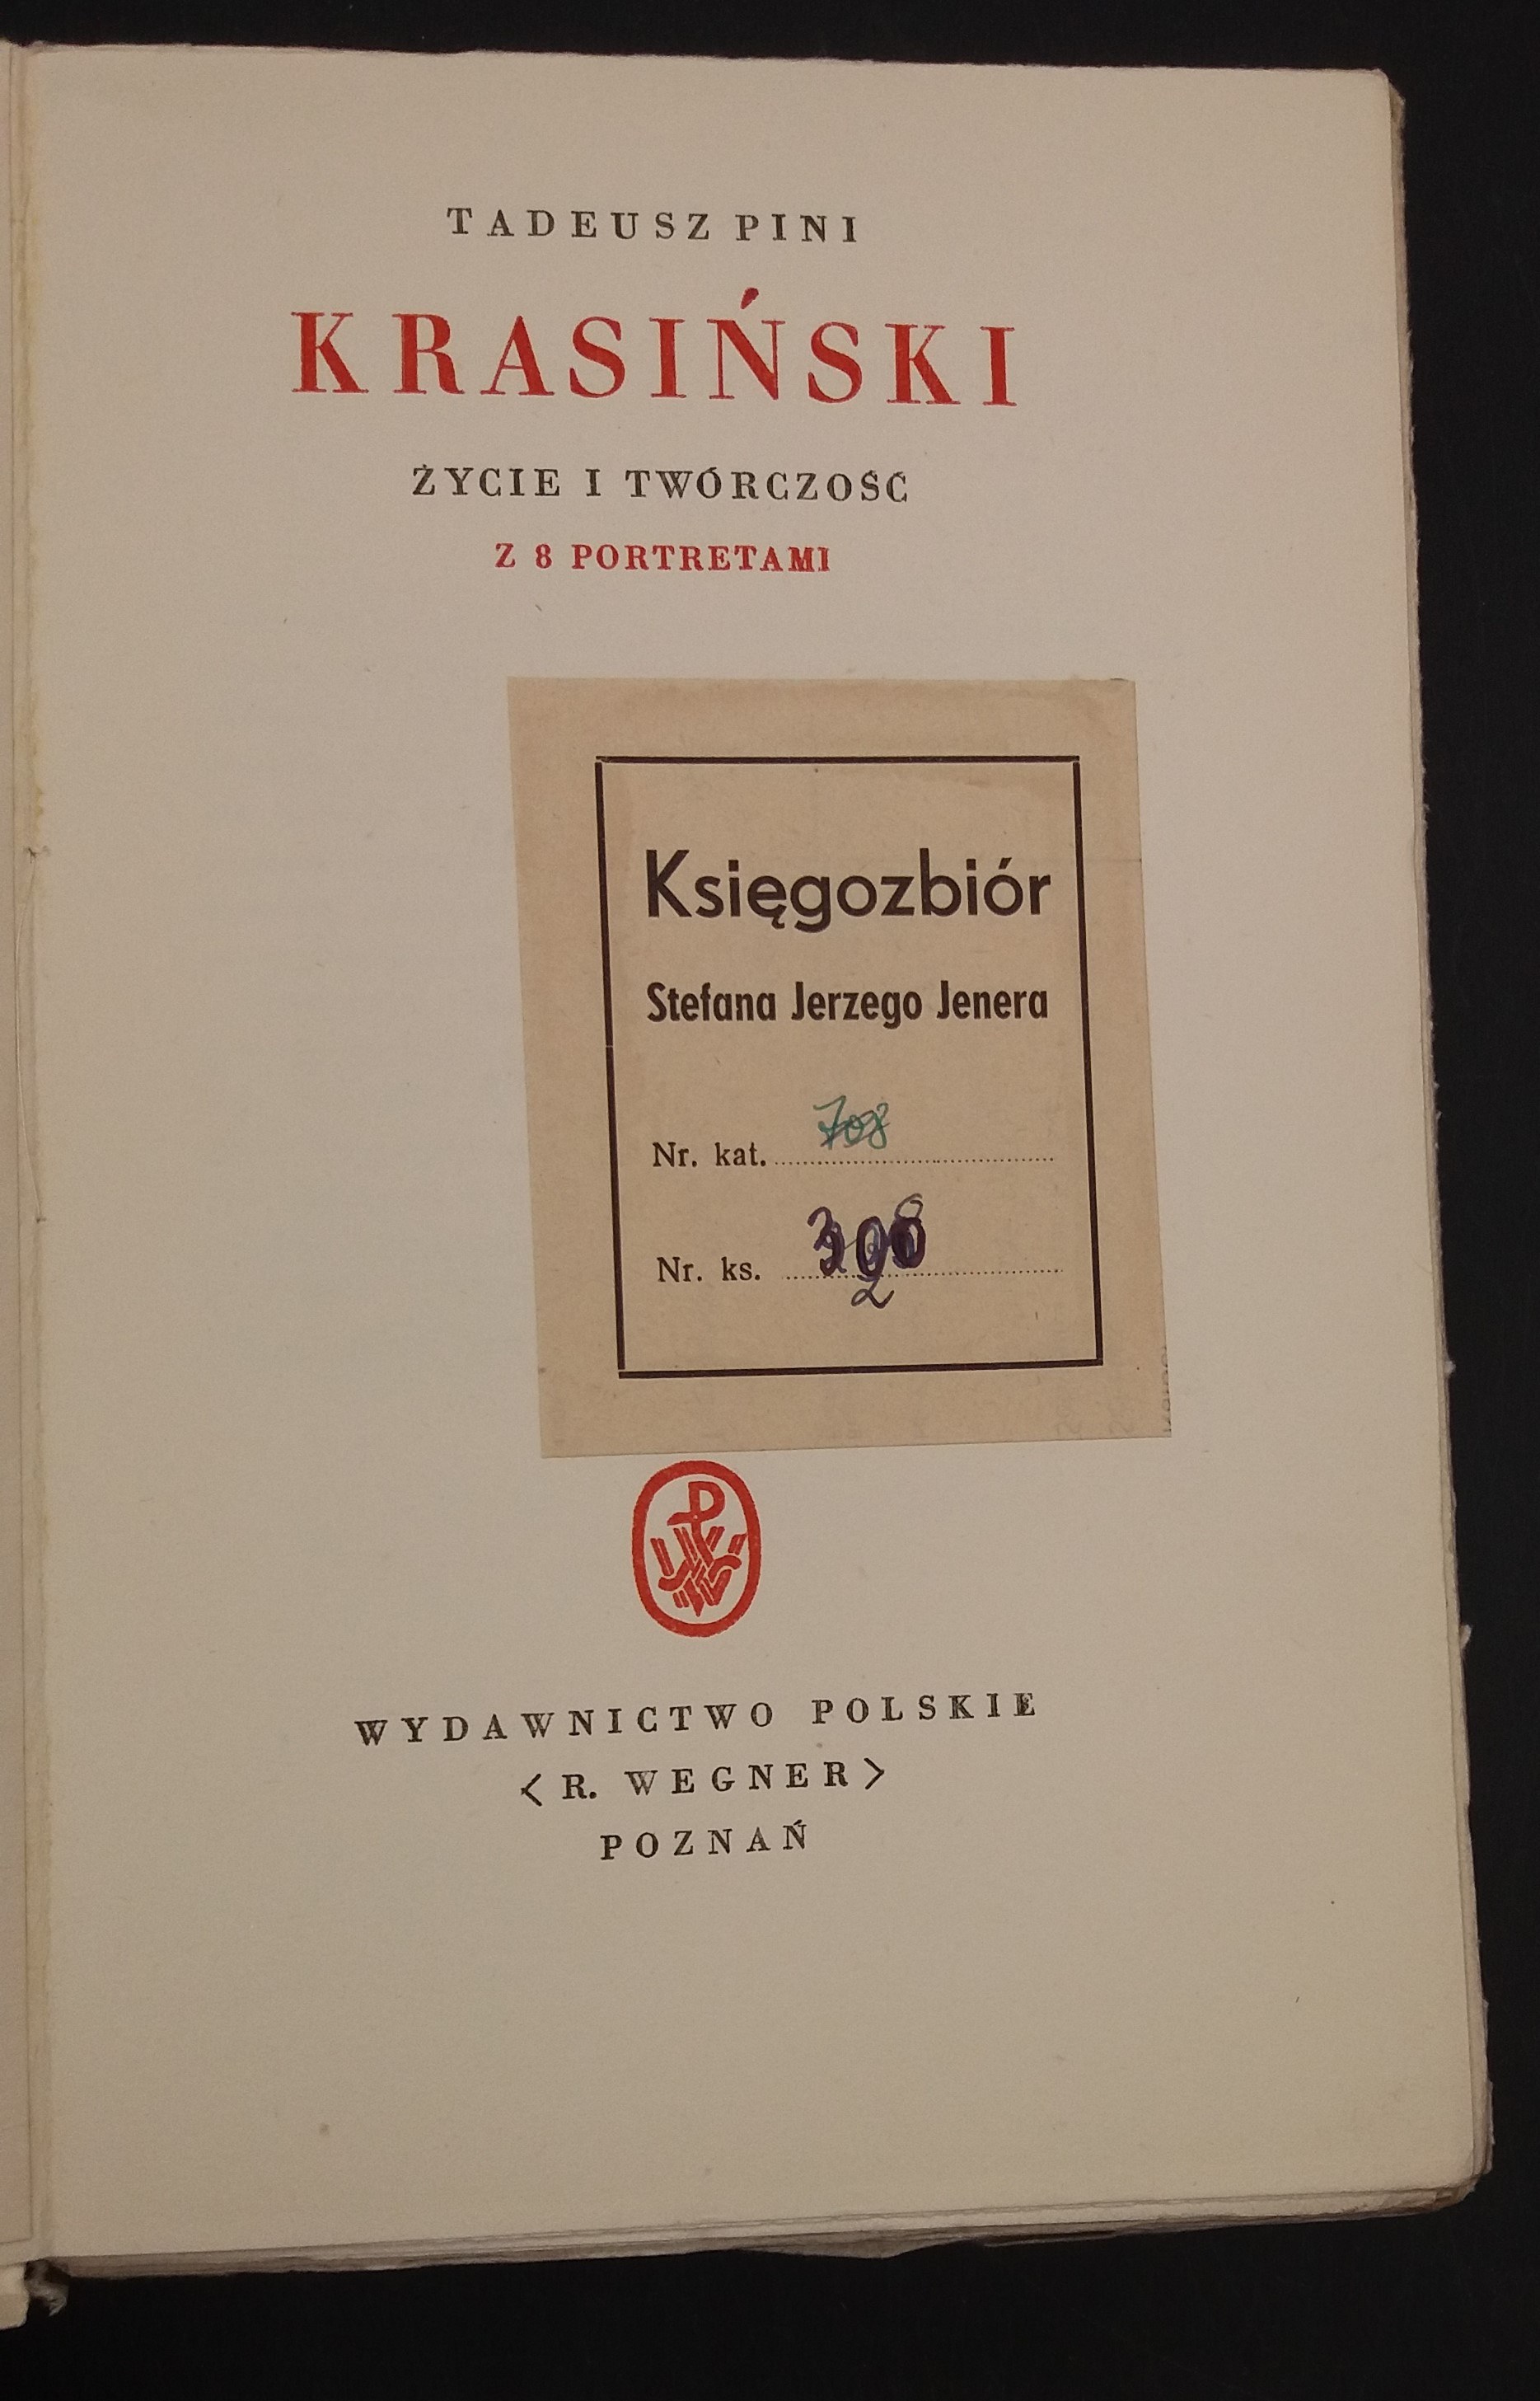 TADEUSZ PINI
KRASIŃSKI
ŻYCIE I TWÓRCZOŚĆ
Z 8 PORTRETAMI
Księgozbiór
Stefana Jerzego Jenera
Nr. kat. 708
Nr. ks.
WYDAWNICTWO POLSKIE
< R. WEGNER >
POZNAŃ